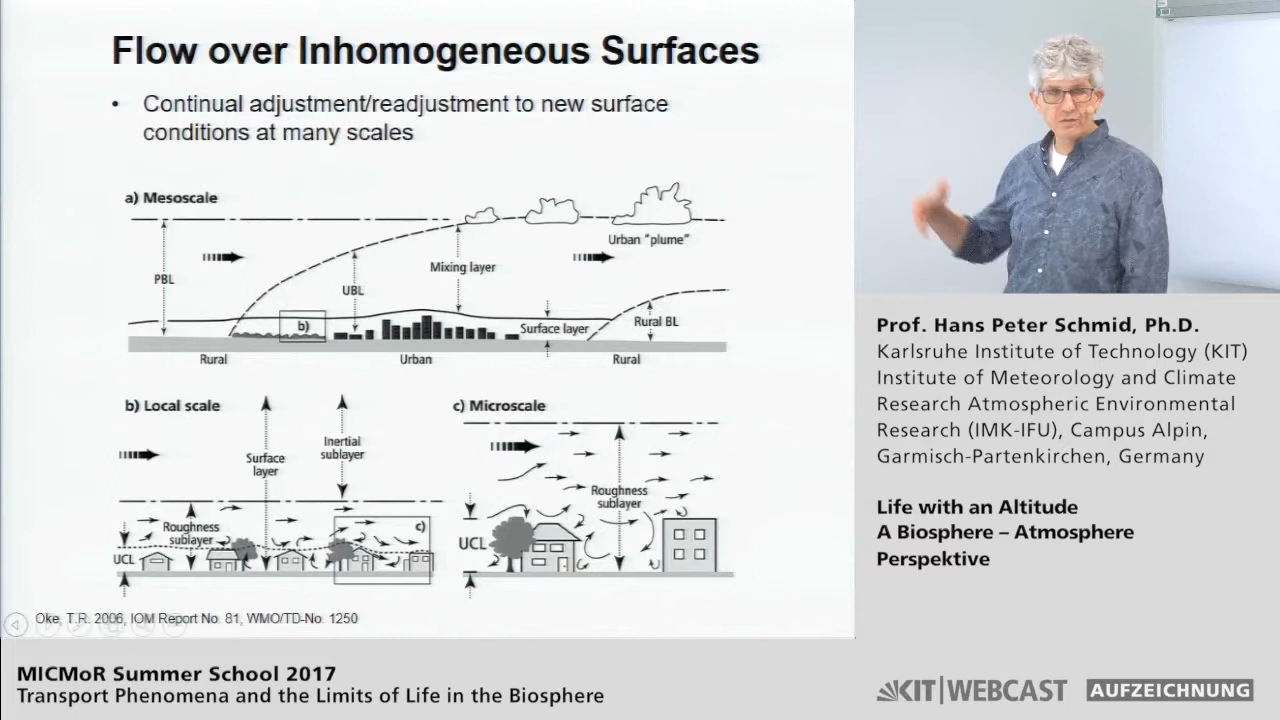 Flow over Inhomogeneous Surfaces
• Continual adjustment/readjustment to new surface
conditions at many scales
a) Mesoscale
Urban "plume"
PBL
UBL
Mixing layer
b)
Surface layer
Rural BL
Rural
Urban
Rural
b) Local scale
Surface
layer
Inertial
sublayer
Roughness
sublayer
c)
UCL
c) Microscale
Roughness
sublayer
UCL
Oke, T.R. 2006, IOM Report No. 81, WMO/TD-No. 1250
Prof. Hans Peter Schmid, Ph.D.
Karlsruhe Institute of Technology (KIT)
Institute of Meteorology and Climate
Research Atmospheric Environmental
Research (IMK-IFU), Campus Alpin,
Garmisch-Partenkirchen, Germany
Life with an Altitude
A Biosphere – Atmosphere
Perspektive
MICMoR Summer School 2017
Transport Phenomena and the Limits of Life in the Biosphere
KIT|WEBCAST AUFZEICHNUNG